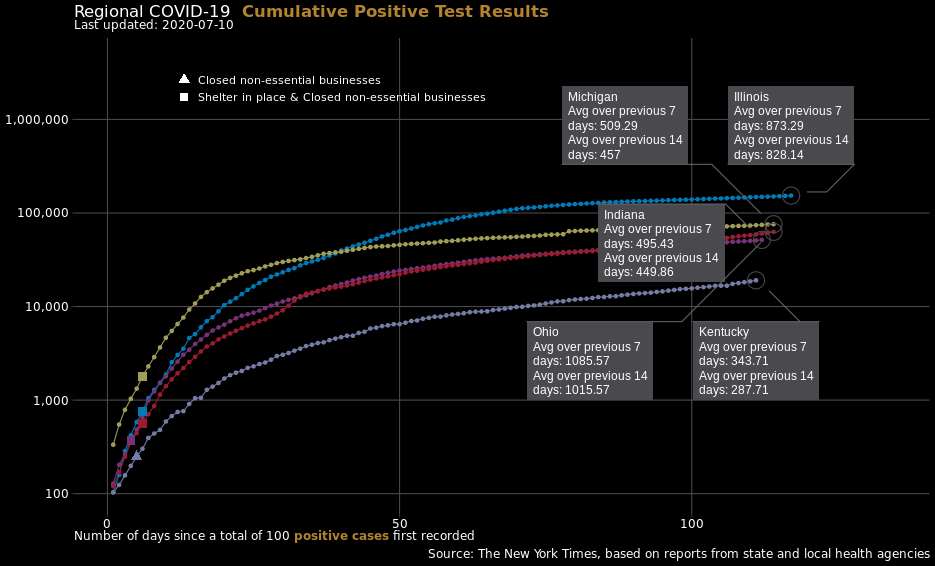 Regional COVID-19 Cumulative Positive Test Results
Last updated: 2020-07-10
Closed non-essential businesses
Shelter in place & Closed non-essential businesses
1,000,000
100,000
10,000
1,000
100
Michigan
Avg over previous 7
days: 509.29
Avg over previous 14
days: 457
Illinois
Avg over previous 7
days: 873.29
Avg over previous 14
days: 828.14
Indiana
Avg over previous 7
days: 495.43
Avg over previous 14
days: 449.86
Ohio
Avg over previous 7
days: 1085.57
Avg over previous 14
days: 1015.57
Kentucky
Avg over previous 7
days: 343.71
Avg over previous 14
days: 287.71
0 50 100
Number of days since a total of 100 positive cases first recorded
Source: The New York Times, based on reports from state and local health agencies